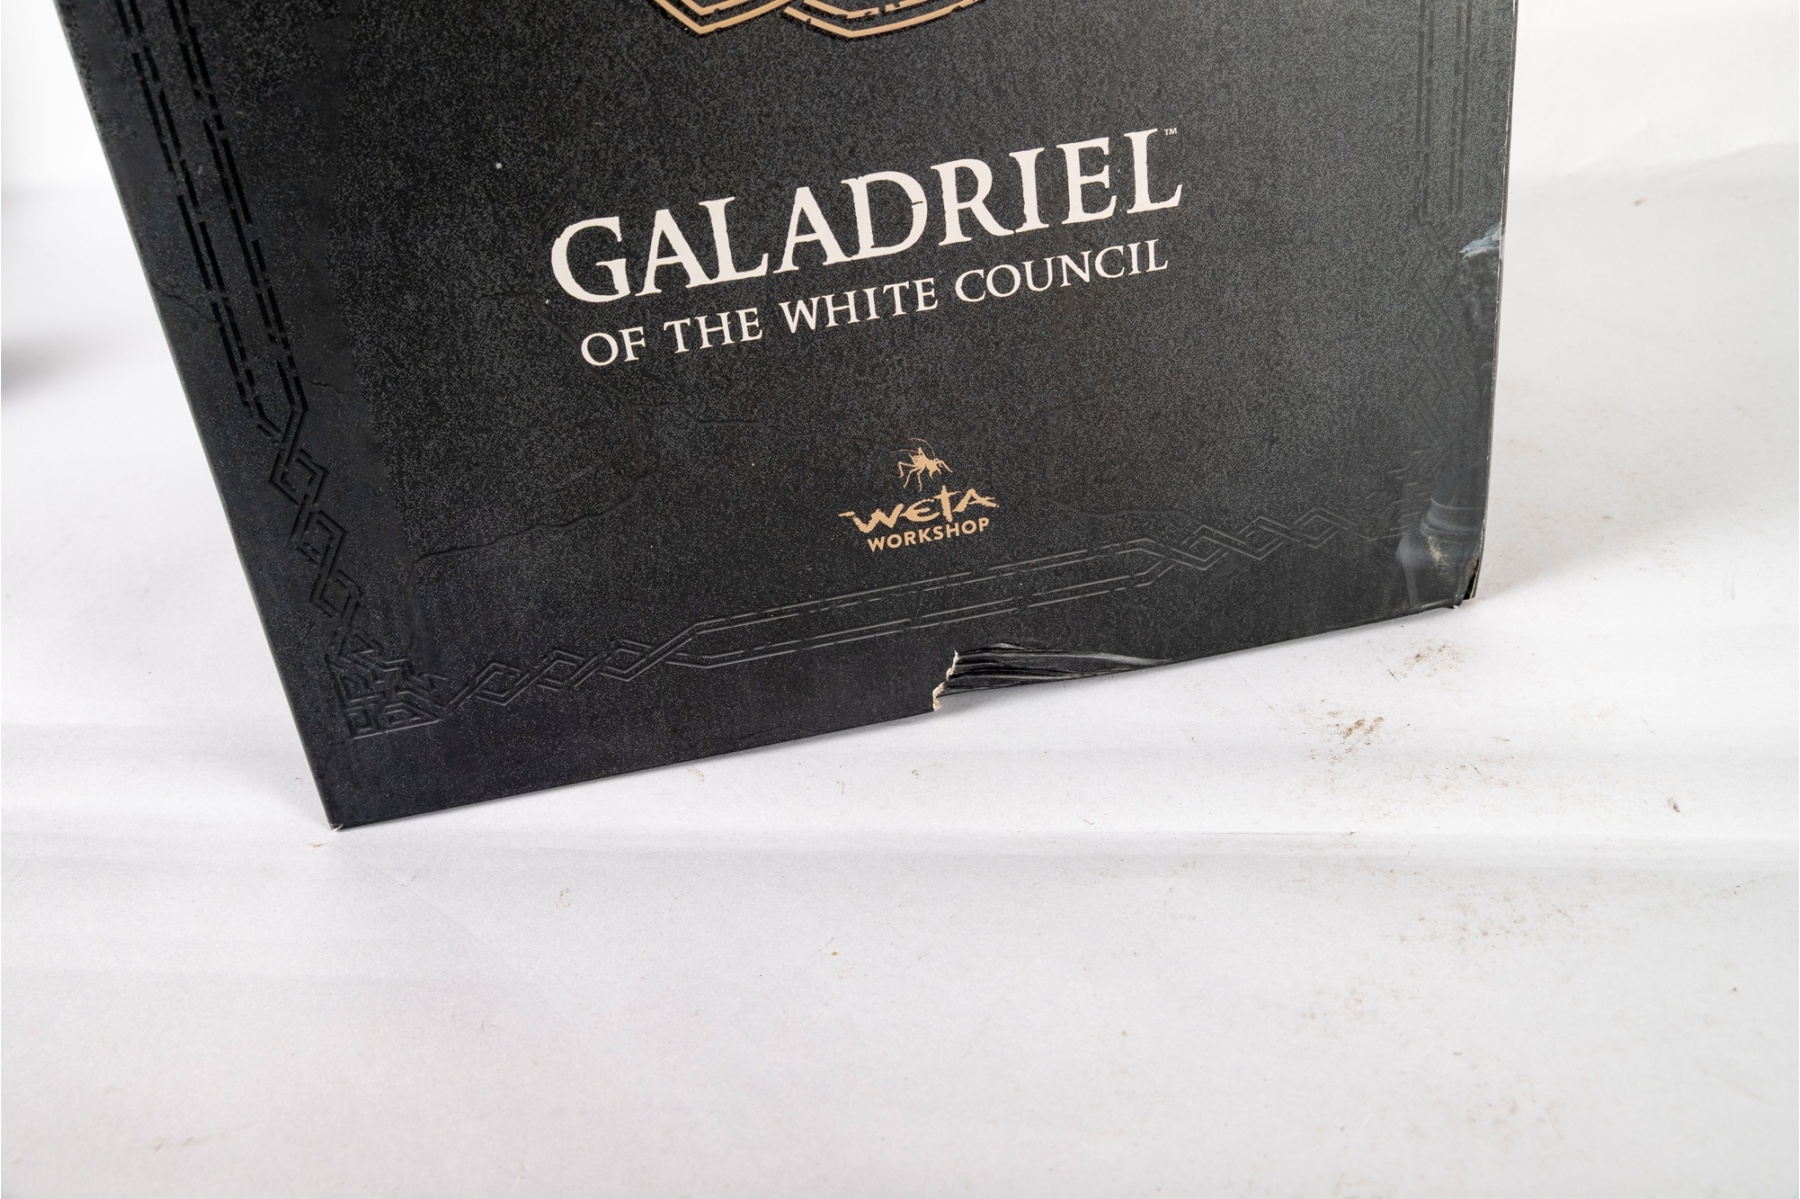 GALADRIEL™
OF THE WHITE COUNCIL
WETA
WORKSHOP